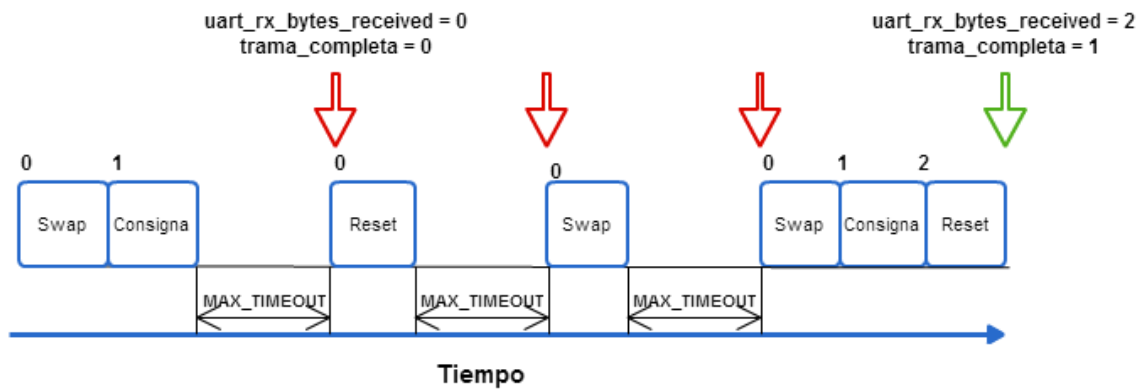 uart_rx_bytes_received = 0
trama_completa = 0
uart_rx_bytes_received = 2
trama_completa = 1
0 1 0 0 0 1 2
Swap Consigna Reset Swap Swap Consigna Reset
MAX_TIMEOUT MAX_TIMEOUT MAX_TIMEOUT
Tiempo